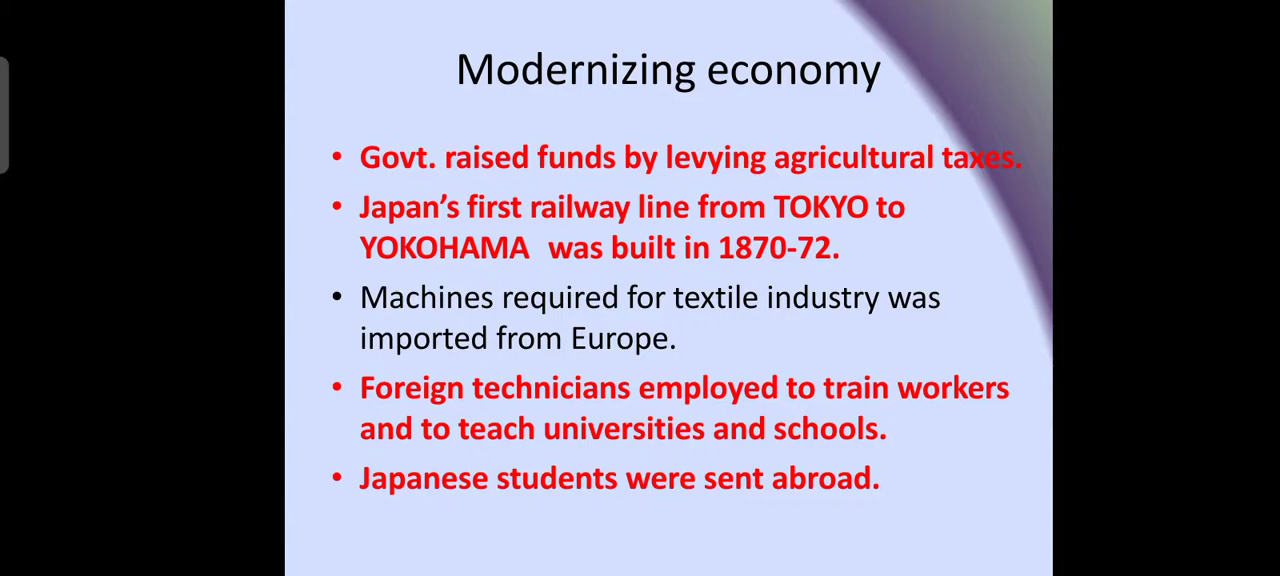 Modernizing economy
• Govt. raised funds by levying agricultural taxes.
• Japan’s first railway line from TOKYO to
YOKOHAMA was built in 1870-72.
• Machines required for textile industry was
imported from Europe.
• Foreign technicians employed to train workers
and to teach universities and schools.
• Japanese students were sent abroad.